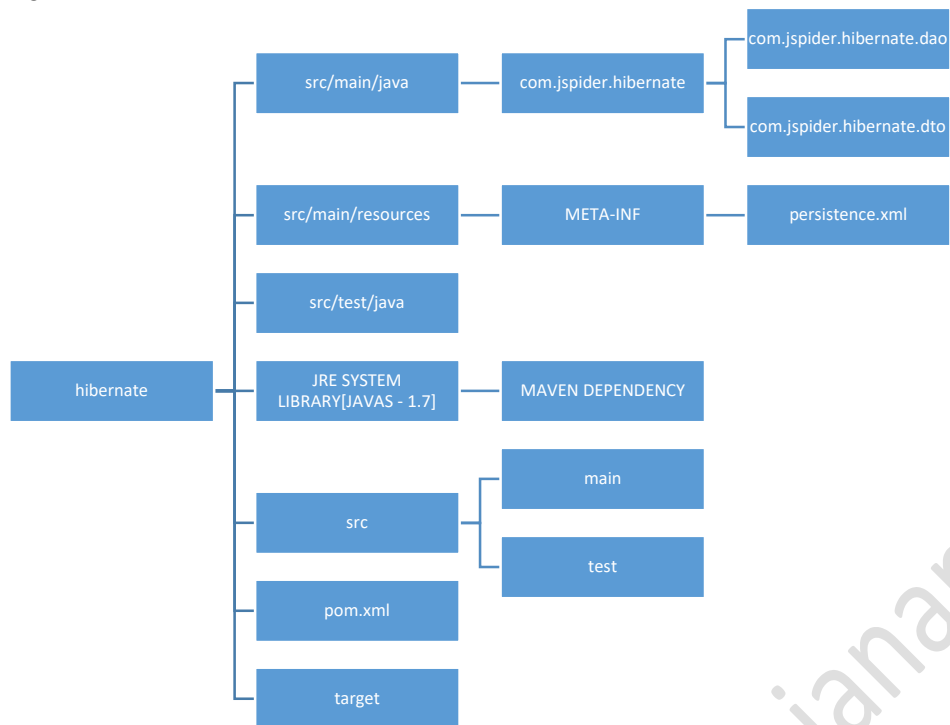 com.jspider.hibernate.dao
src/main/java
com.jspider.hibernate
com.jspider.hibernate.dto
src/main/resources
META-INF
persistence.xml
src/test/java
hibernate
JRE SYSTEM
LIBRARY[JAVAS - 1.7]
MAVEN DEPENDENCY
main
src
test
pom.xml
target